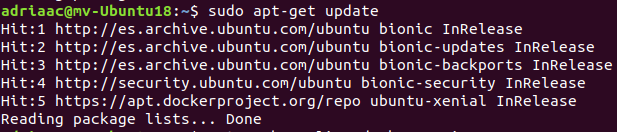 adriaac@mv-Ubuntu18:~$ sudo apt-get update
Hit:1 http://es.archive.ubuntu.com/ubuntu bionic InRelease
Hit:2 http://es.archive.ubuntu.com/ubuntu bionic-updates InRelease
Hit:3 http://es.archive.ubuntu.com/ubuntu bionic-backports InRelease
Hit:4 http://security.ubuntu.com/ubuntu bionic-security InRelease
Hit:5 https://apt.dockerproject.org/repo ubuntu-xenial InRelease
Reading package lists... Done